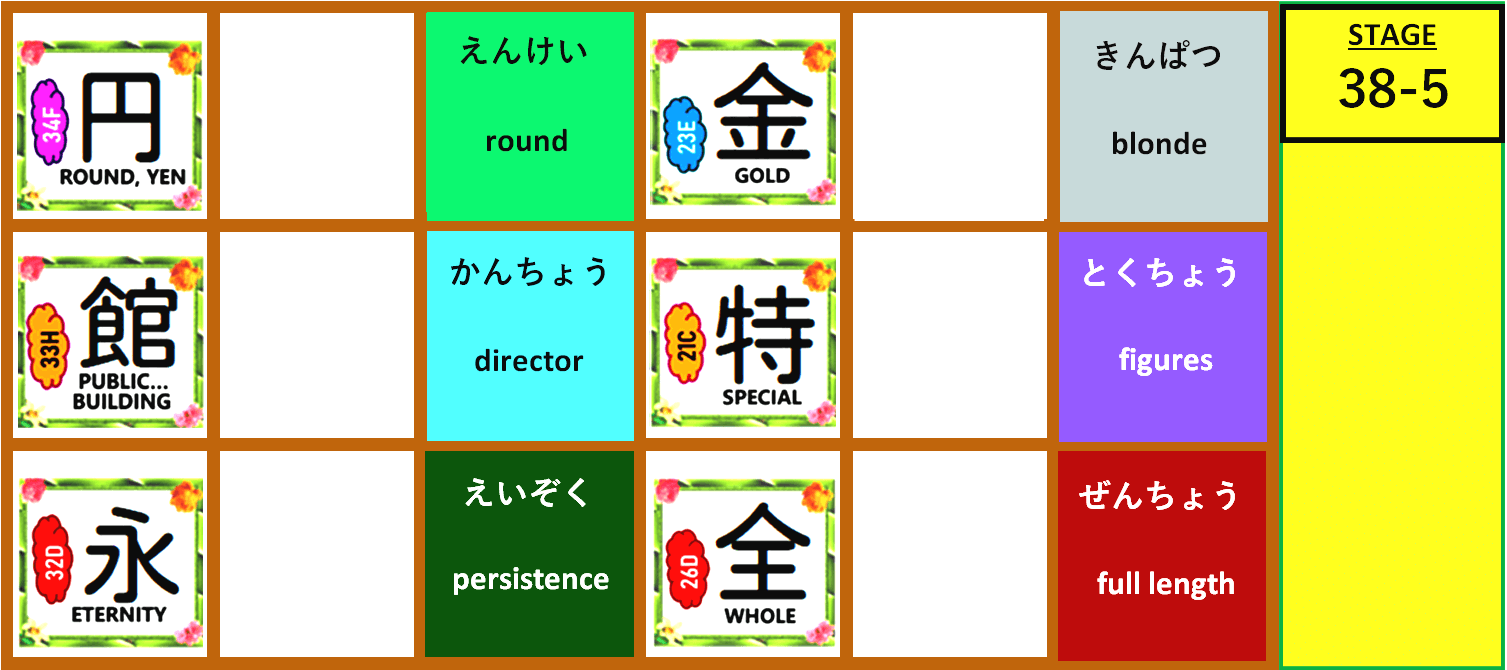 34F
円
ROUND, YEN
えんけい
round
23E
金
GOLD
きんぱつ
blonde
STAGE
38-5
33H
館
PUBLIC...
BUILDING
かんちょう
director
21C
特
SPECIAL
とくちょう
figures
32D
永
ETERNITY
えいぞく
persistence
26D
全
WHOLE
ぜんちょう
full length